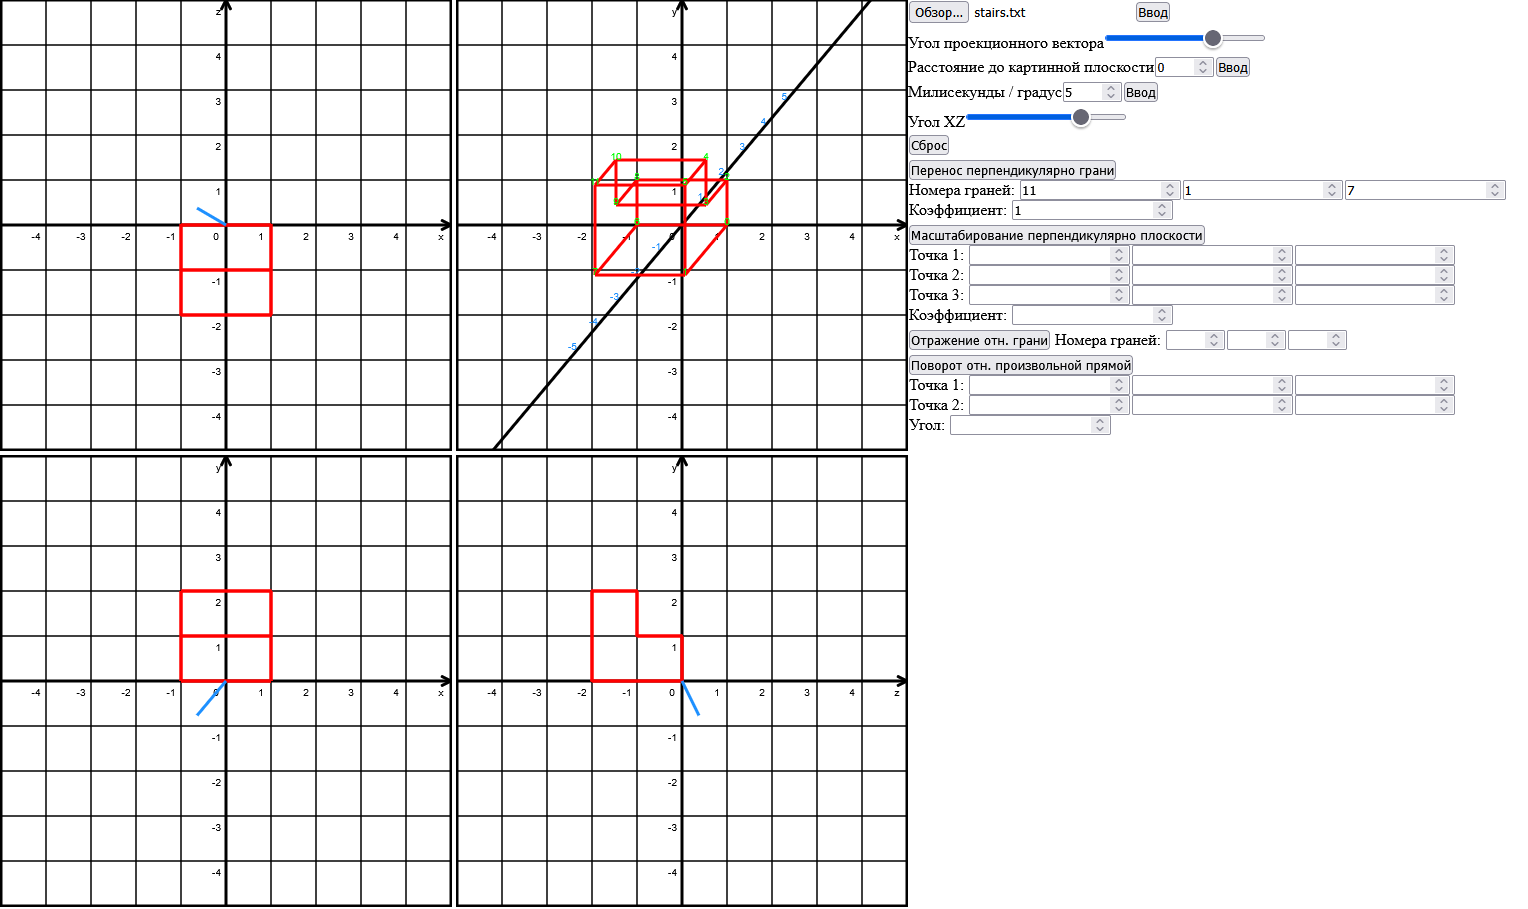 z
4
3
2
1
-4 -3 -2 -1 0 1 2 3 4 x
-1
-2
-3
-4
y
4
3
2
1
-4 -3 -2 -1 0 1 2 3 4 x
-1
-2
-3
-4
5
4
3
2
1
-1
-2
-3
-4
-5
10
4
y
4
3
2
1
-4 -3 -2 -1 0 1 2 3 4 x
-1
-2
-3
-4
y
4
3
2
1
-4 -3 -2 -1 0 1 2 3 4 z
-1
-2
-3
-4
Обзор... stairs.txt Ввод
Угол проекционного вектора
Расстояние до картинной плоскости 0 Ввод
Милисекунды / градус 5 Ввод
Угол XZ
Сброс
Перенос перпендикулярно грани
Номера граней: 11 1 7
Коэффициент: 1
Масштабирование перпендикулярно плоскости
Точка 1:
Точка 2:
Точка 3:
Коэффициент:
Отражение отн. грани Номера граней:
Поворот отн. произвольной прямой
Точка 1:
Точка 2:
Угол: